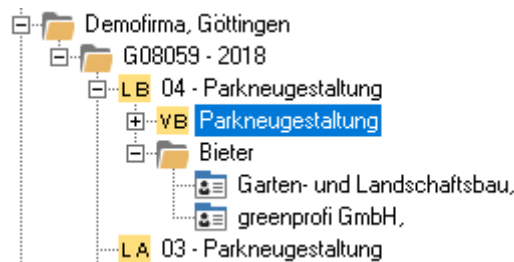 Demofirma, Göttingen
G08059 - 2018
LB 04 - Parkneugestaltung
VB Parkneugestaltung
Bieter
Garten- und Landschaftsbau,
greenprofi GmbH,
LA 03 - Parkneugestaltung